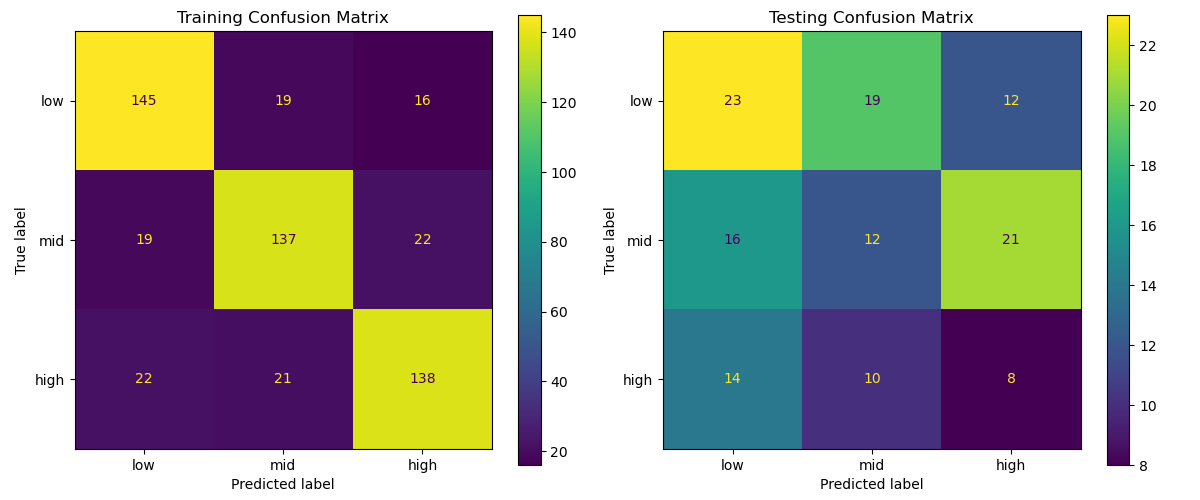 Training Confusion Matrix
low 145 19 16
mid 19 137 22
high 22 21 138
low mid high
Predicted label
True label
140
120
100
80
60
40
20
Testing Confusion Matrix
low 23 19 12
mid 16 12 21
high 14 10 8
low mid high
Predicted label
True label
22
20
18
16
14
12
10
8